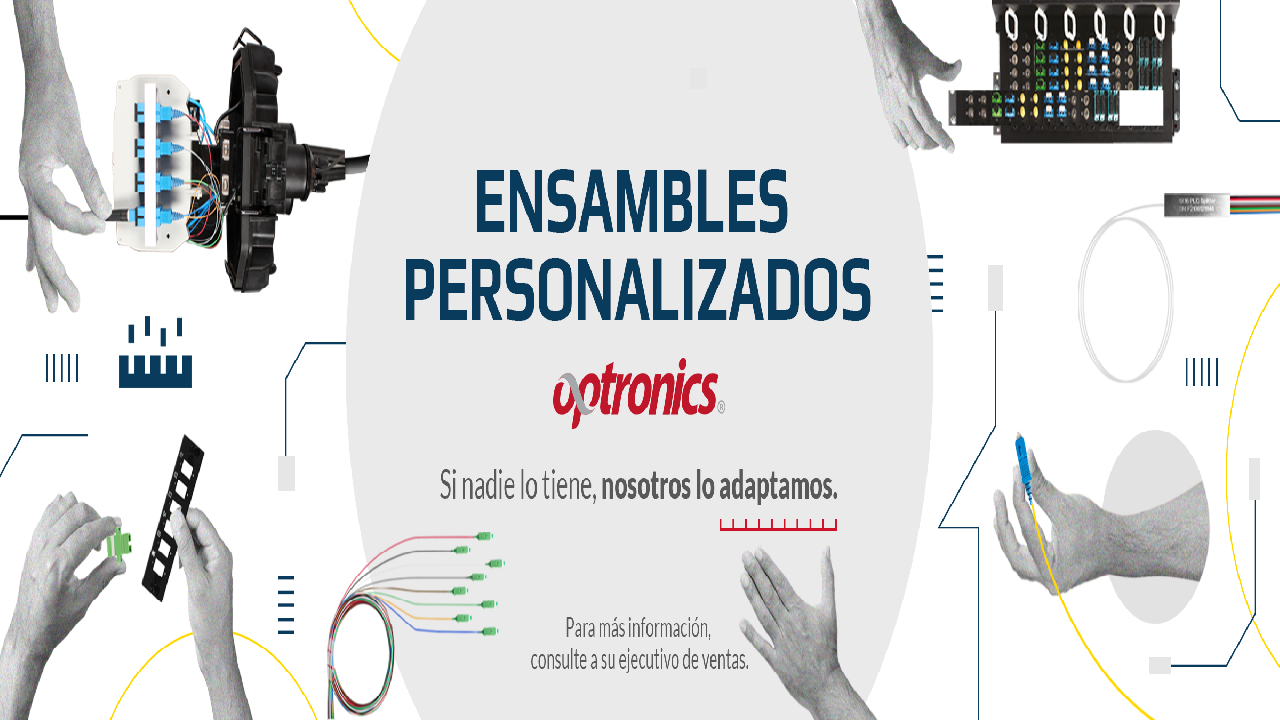 ENSAMBLES
PERSONALIZADOS
optronics®
Si nadie lo tiene, nosotros lo adaptamos.
Para más información,
consulte a su ejecutivo de ventas.